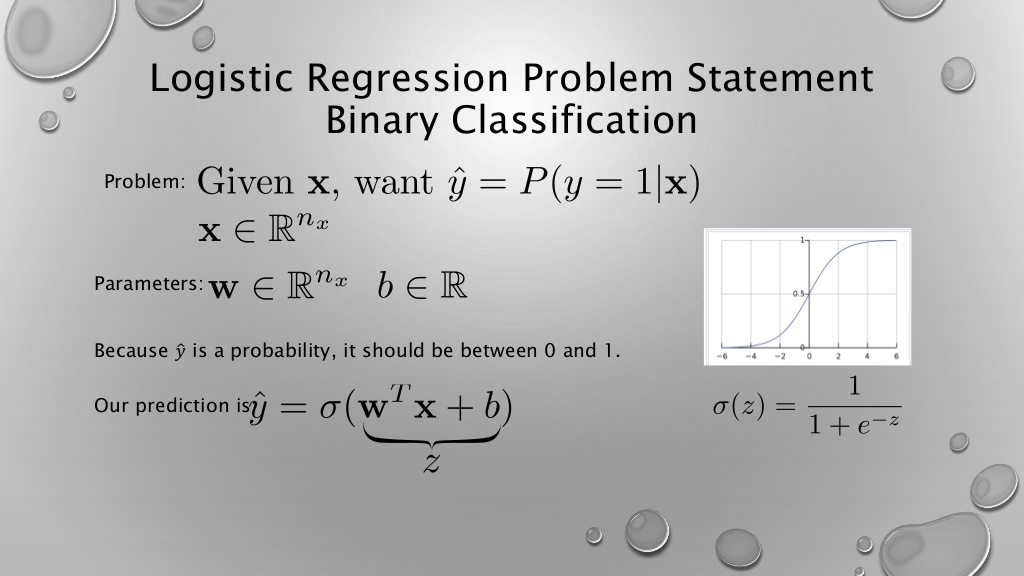 Logistic Regression Problem Statement
Binary Classification
Problem: Given x, want ŷ = P(y = 1|x)
x ∈ ℝ^{n_x}
Parameters: w ∈ ℝ^{n_x} b ∈ ℝ
Because ŷ is a probability, it should be between 0 and 1.
Our prediction is ŷ = σ(w^T x + b)
z
1
0.5
0
−6 −4 −2 0 2 4 6
σ(z) = 1 / (1 + e^{−z})